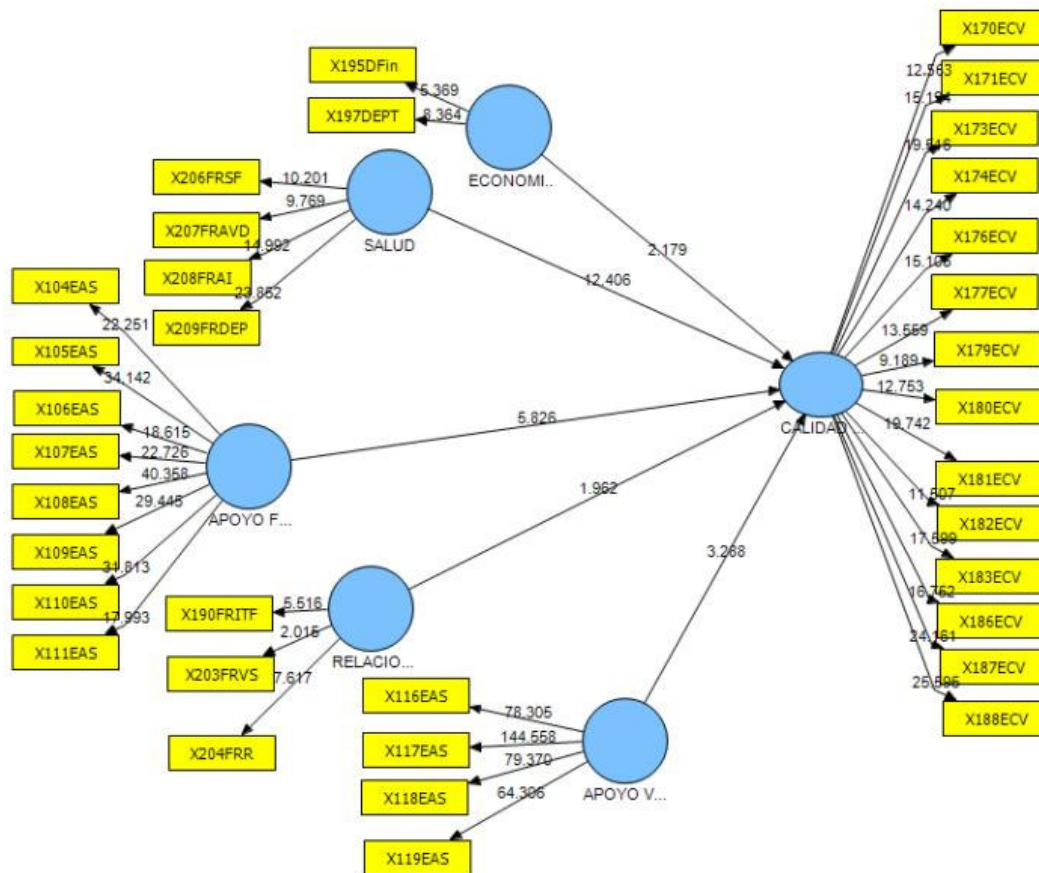 X195DFin
5.369
X197DEPT
8.364
ECONOMI...
2.179
X206FRSF
10.201
X207FRAVD
9.769
X208FRAI
14.992
X209FRDEP
23.852
SALUD
12.406
X104EAS
22.251
X105EAS
34.142
X106EAS
18.615
X107EAS
22.726
X108EAS
40.358
X109EAS
29.445
X110EAS
31.813
X111EAS
17.993
APOYO F...
5.826
X190FRITF
5.516
X203FRVS
2.015
X204FRR
7.617
RELACIO...
1.962
X116EAS
78.305
X117EAS
144.558
X118EAS
79.370
X119EAS
64.306
APOYO V...
3.268
CALIDAD ...
X170ECV
12.563
X171ECV
15.194
X173ECV
19.516
X174ECV
14.240
X176ECV
15.106
X177ECV
13.559
X179ECV
9.189
X180ECV
12.753
X181ECV
19.742
X182ECV
11.507
X183ECV
17.599
X186ECV
16.752
X187ECV
24.161
X188ECV
25.595